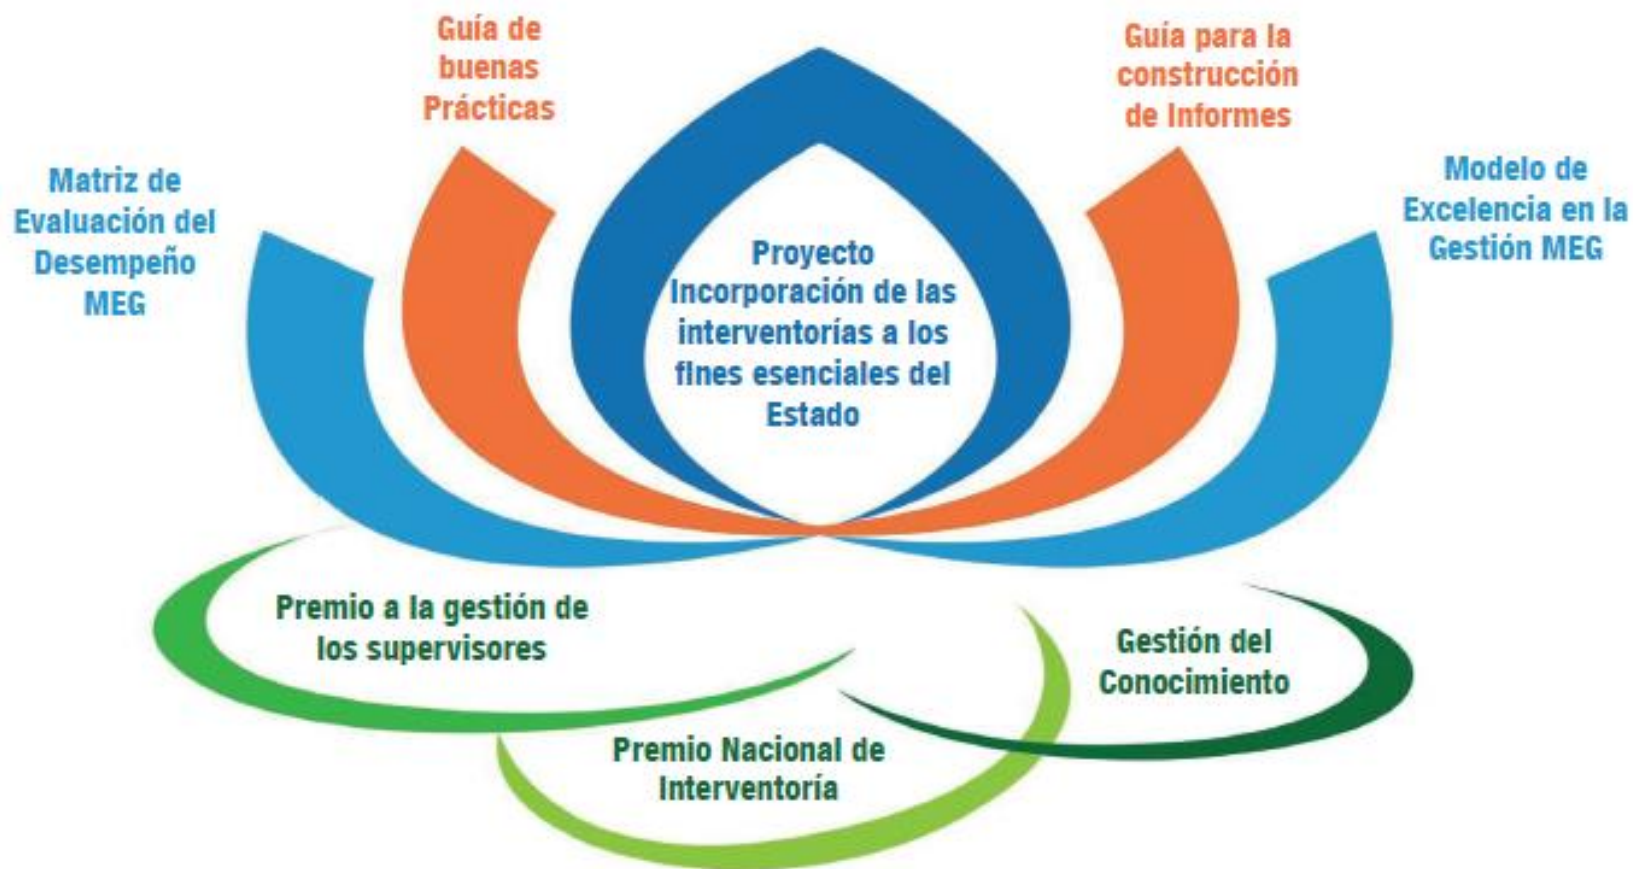 Guía de
buenas
Prácticas
Guía para la
construcción
de Informes
Matriz de
Evaluación del
Desempeño
MEG
Modelo de
Excelencia en la
Gestión MEG
Proyecto
Incorporación de las
interventorías a los
fines esenciales del
Estado
Premio a la gestión de
los supervisores
Gestión del
Conocimiento
Premio Nacional de
Interventoría